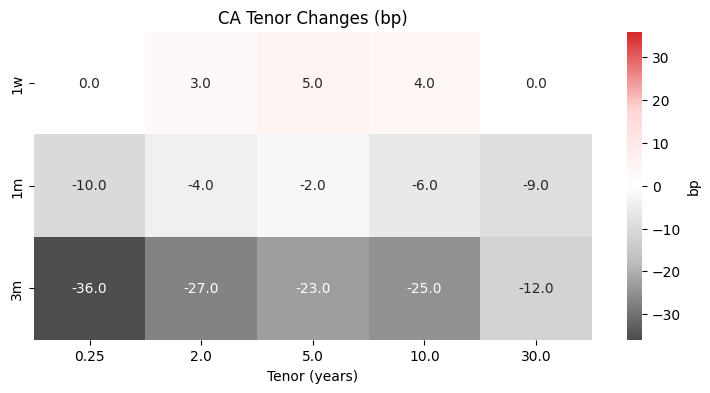 CA Tenor Changes (bp)
1w 0.0 3.0 5.0 4.0 0.0
1m -10.0 -4.0 -2.0 -6.0 -9.0
3m -36.0 -27.0 -23.0 -25.0 -12.0
0.25 2.0 5.0 10.0 30.0
Tenor (years)
30
20
10
0
−10
−20
−30
bp